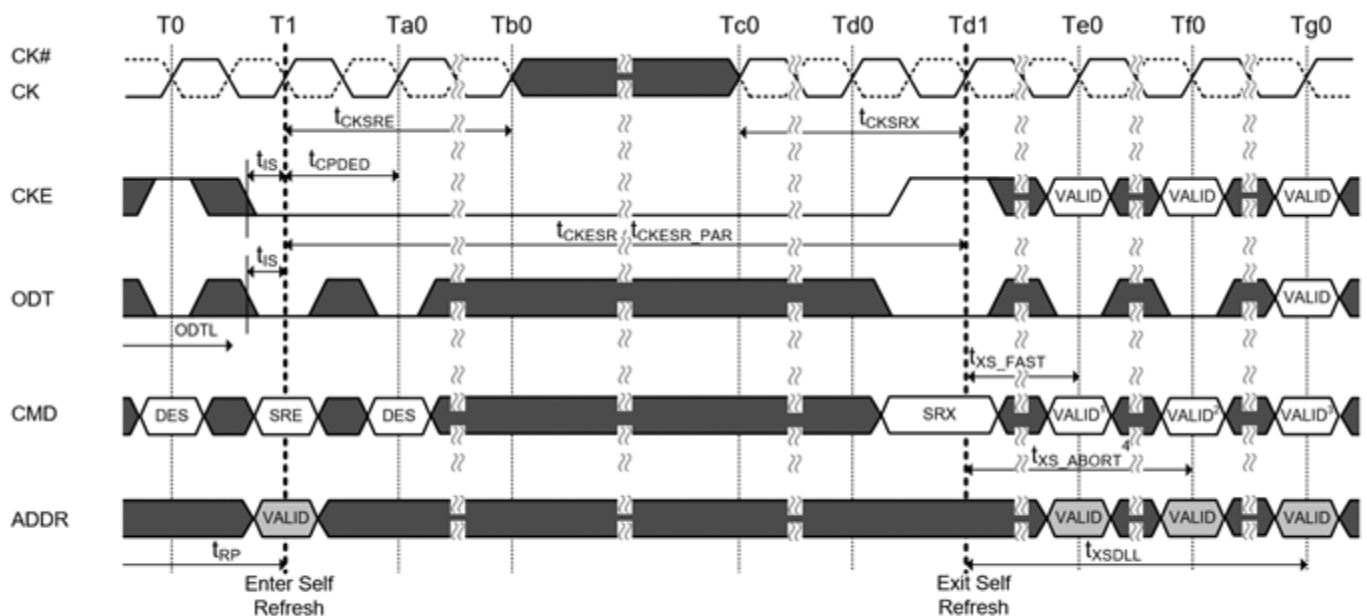 T0 T1 Ta0 Tb0 Tc0 Td0 Td1 Te0 Tf0 Tg0
CK#
CK
tCKSRE tCKSRX
tIS tCPDED
CKE VALID VALID VALID
tCKESR / tCKESR_PAR
tIS
ODT VALID
ODTL
tXS_FAST
CMD DES SRE DES SRX VALID1 VALID2 VALID3
tXS_ABORT4
ADDR VALID VALID VALID VALID
tRP tXSDLL
Enter Self Exit Self
Refresh Refresh